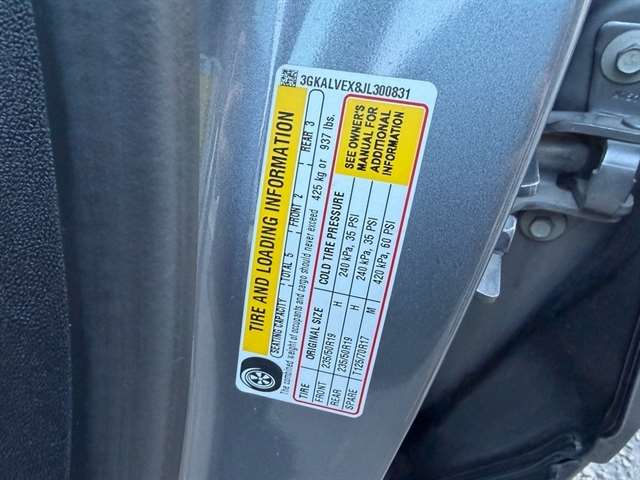 3GKALVEX8JL300831
TIRE AND LOADING INFORMATION
SEATING CAPACITY TOTAL 5 FRONT 2 REAR 3
The combined weight of occupants and cargo should never exceed 425 kg or 937 lbs.
TIRE ORIGINAL SIZE COLD TIRE PRESSURE
FRONT 235/50R19 H 240 kPa, 35 PSI
REAR 235/50R19 H 240 kPa, 35 PSI
SPARE T125/70R17 M 420 kPa, 60 PSI
SEE OWNER'S
MANUAL FOR
ADDITIONAL
INFORMATION